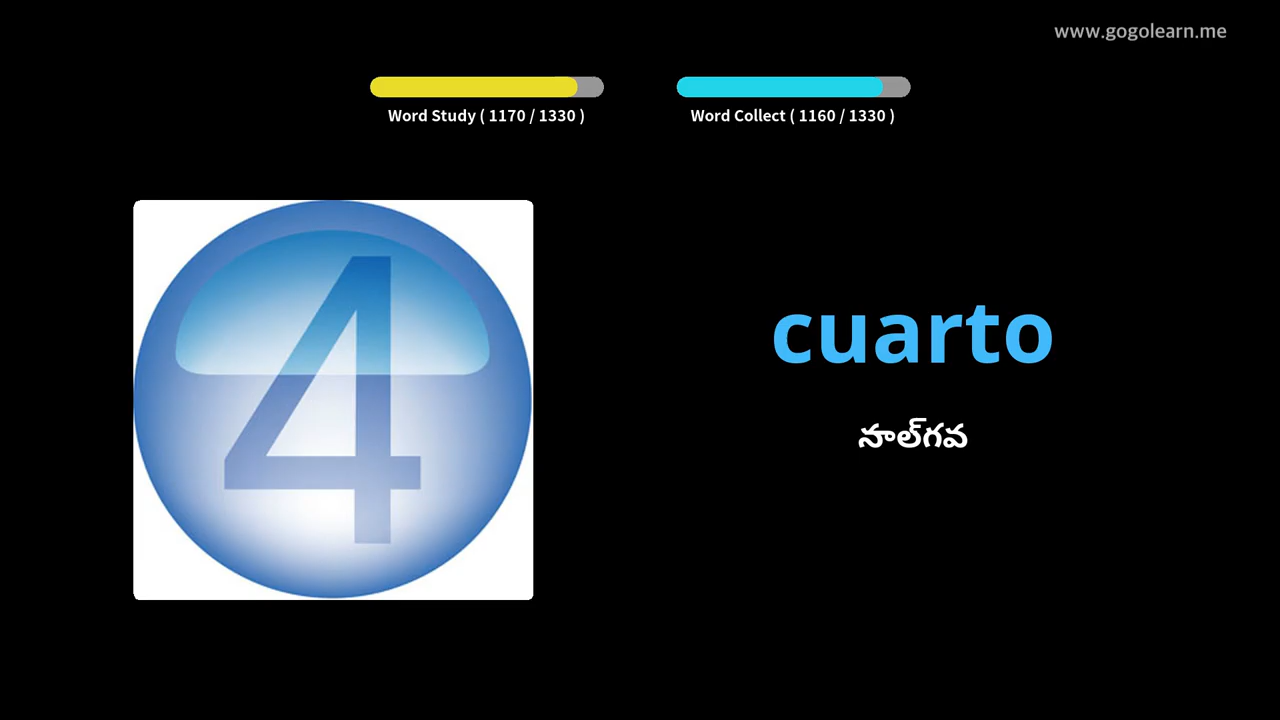 www.gogolearn.me
Word Study ( 1170 / 1330 )
Word Collect ( 1160 / 1330 )
4
cuarto
నాల్‌గవ